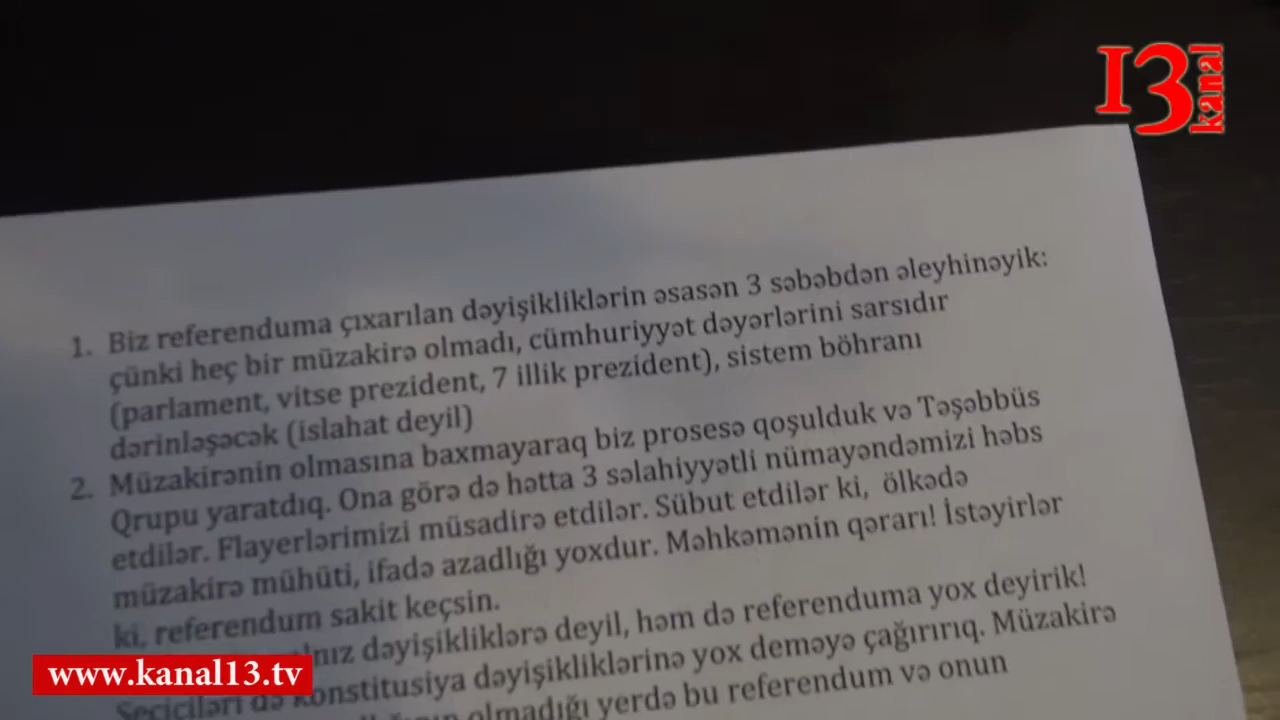 13 kanal
1. Biz referenduma çıxarılan dəyişikliklərin əsasən 3 səbəbdən əleyhinəyik:
çünki heç bir müzakirə olmadı, cümhuriyyət dəyərlərini sarsıdır
(parlament, vitse prezident, 7 illik prezident), sistem böhranı
dərinləşəcək (islahat deyil)
2. Müzakirənin olmasına baxmayaraq biz prosesə qoşulduk və Təşəbbüs
Qrupu yaratdıq. Ona görə də hətta 3 səlahiyyətli nümayəndəmizi həbs
etdilər. Flayerlərimizi müsadirə etdilər. Sübut etdilər ki, ölkədə
müzakirə mühüti, ifadə azadlığı yoxdur. Məhkəmənin qərarı! İstəyirlər
ki, referendum sakit keçsin.
dəyişikliklərə deyil, həm də referenduma yox deyirik!
Seçiciləri də konstitusiya dəyişikliklərinə yox deməyə çağırırıq. Müzakirə
olmadığı yerdə bu referendum və onun
www.kanal13.tv